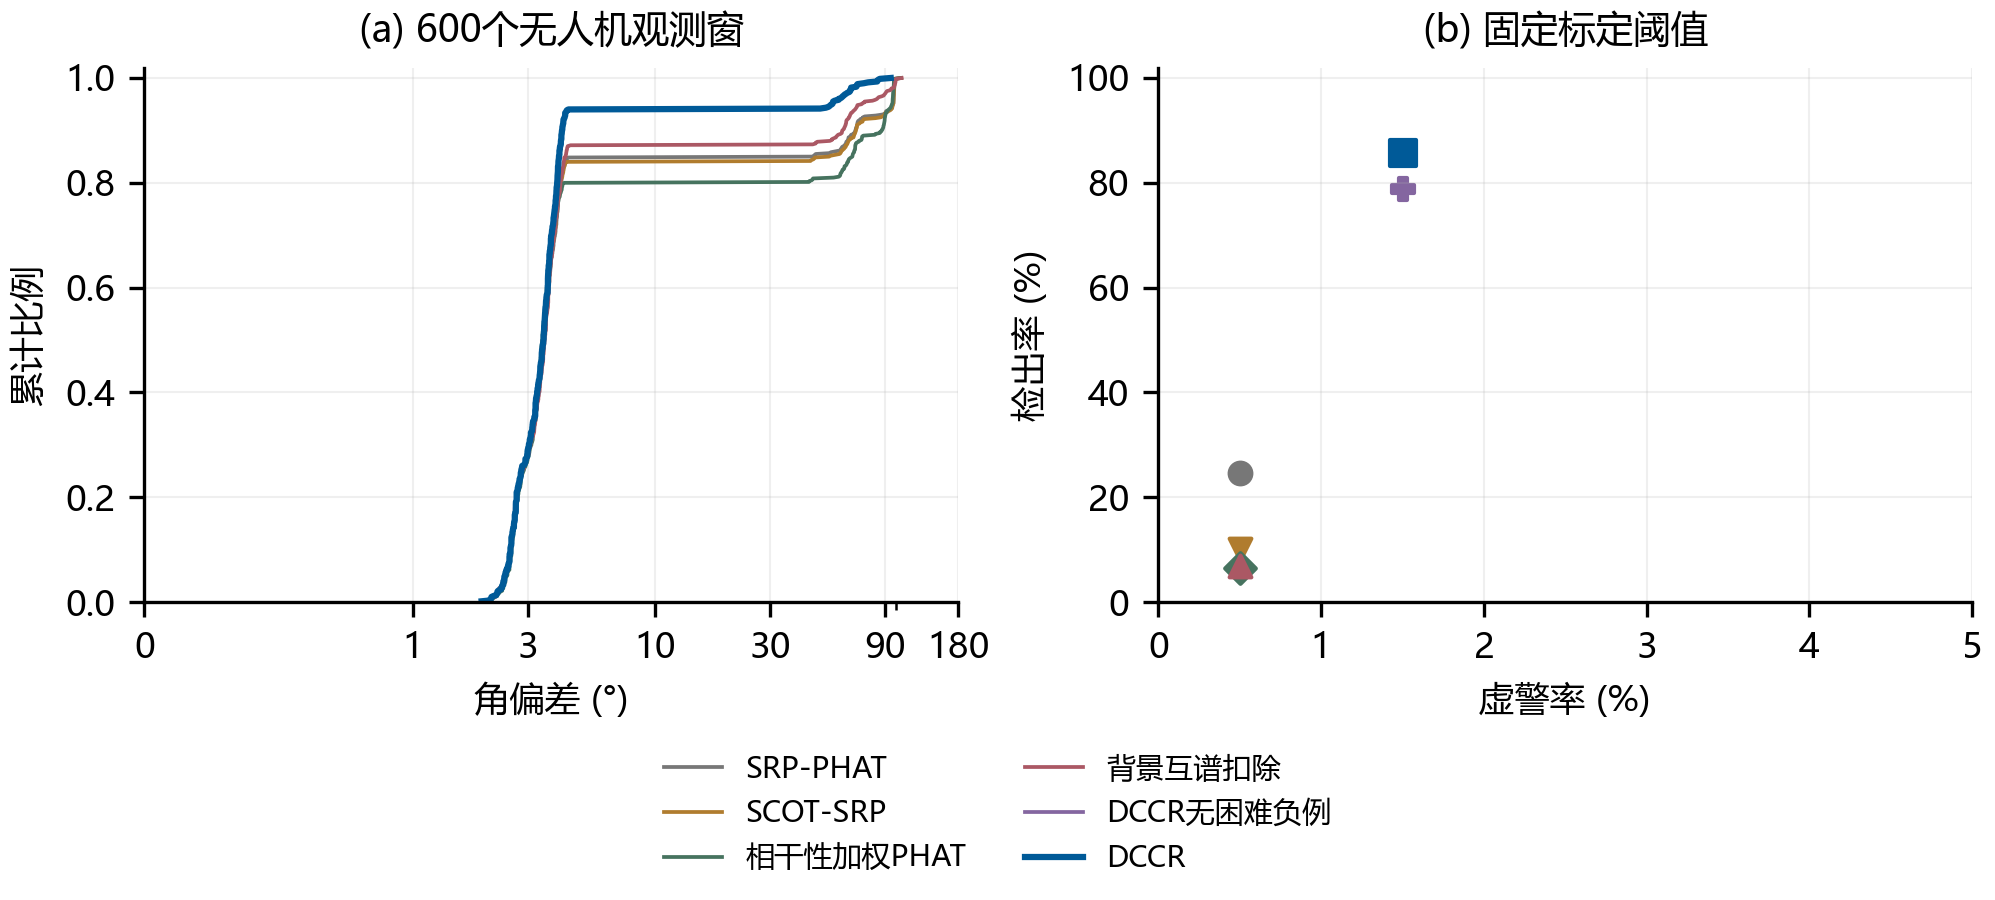 (a) 600个无人机观测窗
1.0
0.8
0.6
0.4
0.2
0.0
累计比例
0
1
3
10
30
90
180
角偏差 (°)
(b) 固定标定阈值
100
80
60
40
20
0
检出率 (%)
0
1
2
3
4
5
虚警率 (%)
SRP-PHAT
SCOT-SRP
相干性加权PHAT
背景互谱扣除
DCCR无困难负例
DCCR